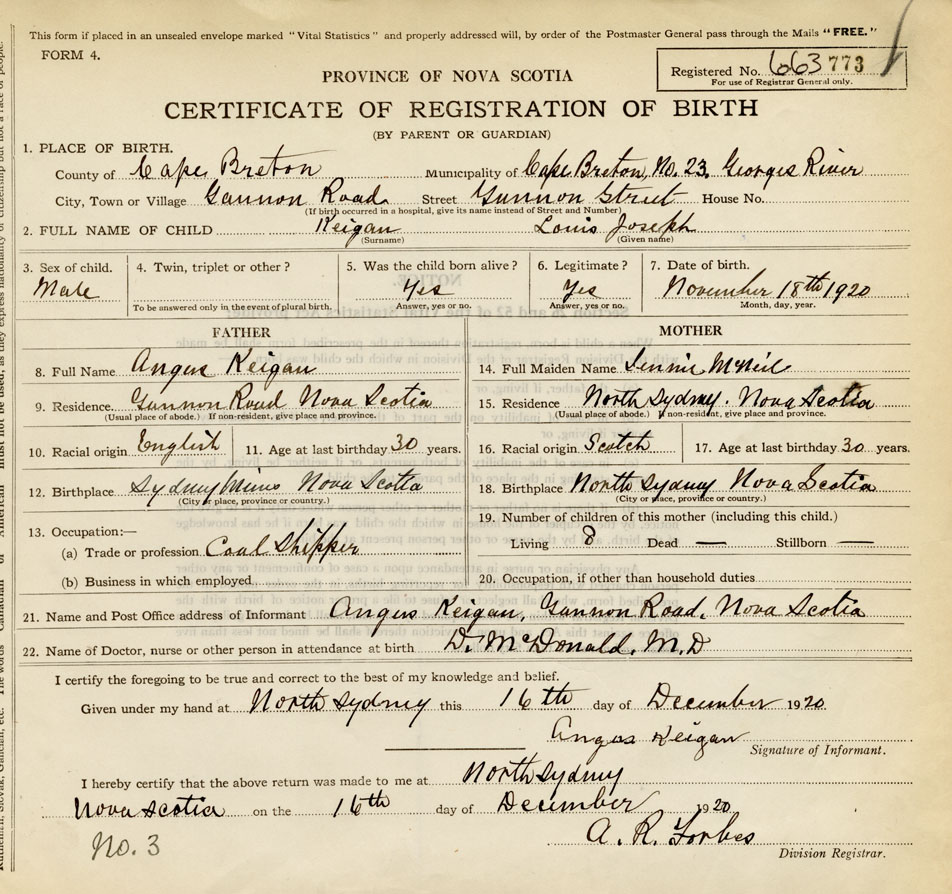 This form if placed in an unsealed envelope marked "Vital Statistics" and properly addressed will, by order of the Postmaster General pass through the Mails "FREE."
FORM 4.
Registered No. 663773
For use of Registrar General only.
PROVINCE OF NOVA SCOTIA
CERTIFICATE OF REGISTRATION OF BIRTH
(BY PARENT OR GUARDIAN)
1. PLACE OF BIRTH.
County of Cape Breton Municipality of Cape Breton, No. 23, Georges River
City, Town or Village Gannon Road Street Gannon Street House No.
(If birth occurred in a hospital, give its name instead of Street and Number)
2. FULL NAME OF CHILD Keigan Louis Joseph
(Surname) (Given name)
3. Sex of child. 4. Twin, triplet or other? 5. Was the child born alive? 6. Legitimate? 7. Date of birth.
Male Yes Yes November 18th 1920
To be answered only in the event of plural birth. Answer, yes or no. Answer, yes or no. Month, day, year.
FATHER
8. Full Name Angus Keigan
9. Residence Gannon Road Nova Scotia
(Usual place of abode.) If non-resident, give place and province.
10. Racial origin English 11. Age at last birthday 30 years.
12. Birthplace Sydney Mines Nova Scotia
(City or place, province or country.)
13. Occupation:—
(a) Trade or profession Coal Shipper
(b) Business in which employed
MOTHER
14. Full Maiden Name Jennie McNeil
15. Residence North Sydney. Nova Scotia
(Usual place of abode.) If non-resident, give place and province.
16. Racial origin Scotch 17. Age at last birthday 30 years.
18. Birthplace North Sydney Nova Scotia
(City or place, province or country.)
19. Number of children of this mother (including this child.)
Living 8 Dead — Stillborn —
20. Occupation, if other than household duties
21. Name and Post Office address of Informant Angus Keigan, Gannon Road, Nova Scotia
22. Name of Doctor, nurse or other person in attendance at birth D. McDonald, M.D
I certify the foregoing to be true and correct to the best of my knowledge and belief.
Given under my hand at North Sydney this 16th day of December 1920
Angus Keigan
Signature of Informant.
I hereby certify that the above return was made to me at North Sydney
Nova Scotia on the 16th day of December 1920
A. R. Forbes
Division Registrar.
No. 3